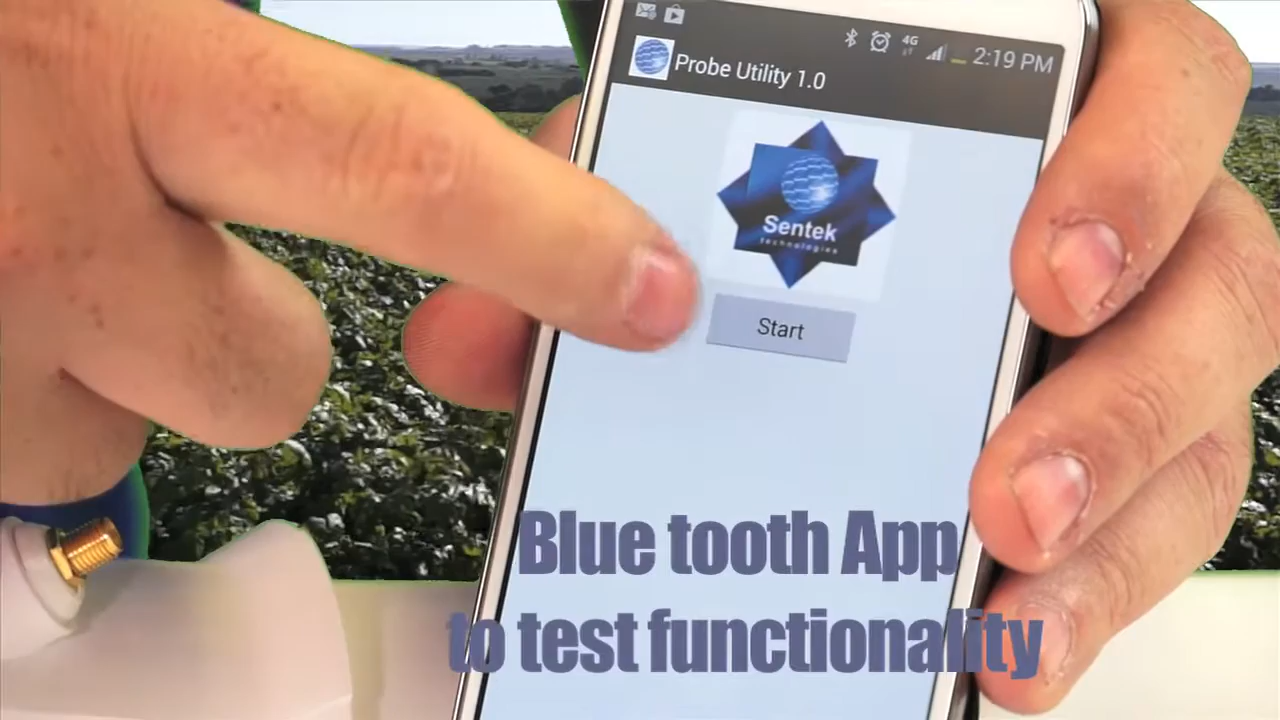 4G
2:19 PM
Probe Utility 1.0
Sentek
technologies
Start
Blue tooth App
to test functionality